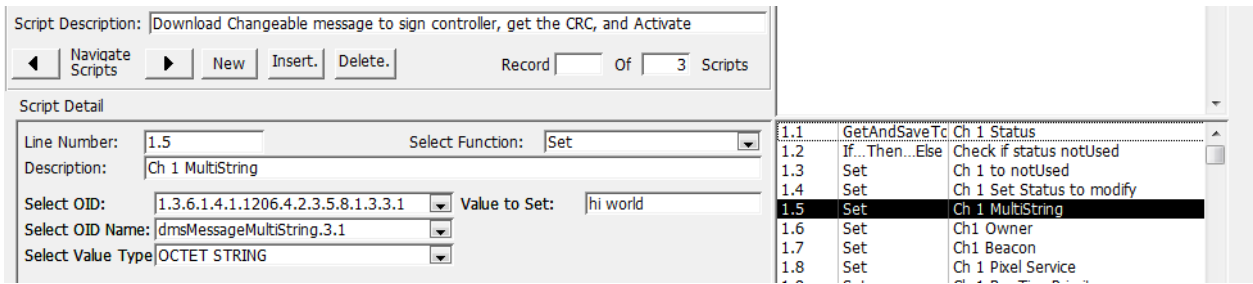 Script Description: Download Changeable message to sign controller, get the CRC, and Activate
Navigate Scripts New Insert. Delete. Record Of 3 Scripts
Script Detail
Line Number: 1.5 Select Function: Set
Description: Ch 1 MultiString
Select OID: 1.3.6.1.4.1.1206.4.2.3.5.8.1.3.3.1 Value to Set: hi world
Select OID Name: dmsMessageMultiString.3.1
Select Value Type OCTET STRING
1.1 GetAndSaveTo Ch 1 Status
1.2 If...Then...Else Check if status notUsed
1.3 Set Ch 1 to notUsed
1.4 Set Ch 1 Set Status to modify
1.5 Set Ch 1 MultiString
1.6 Set Ch1 Owner
1.7 Set Ch1 Beacon
1.8 Set Ch 1 Pixel Service